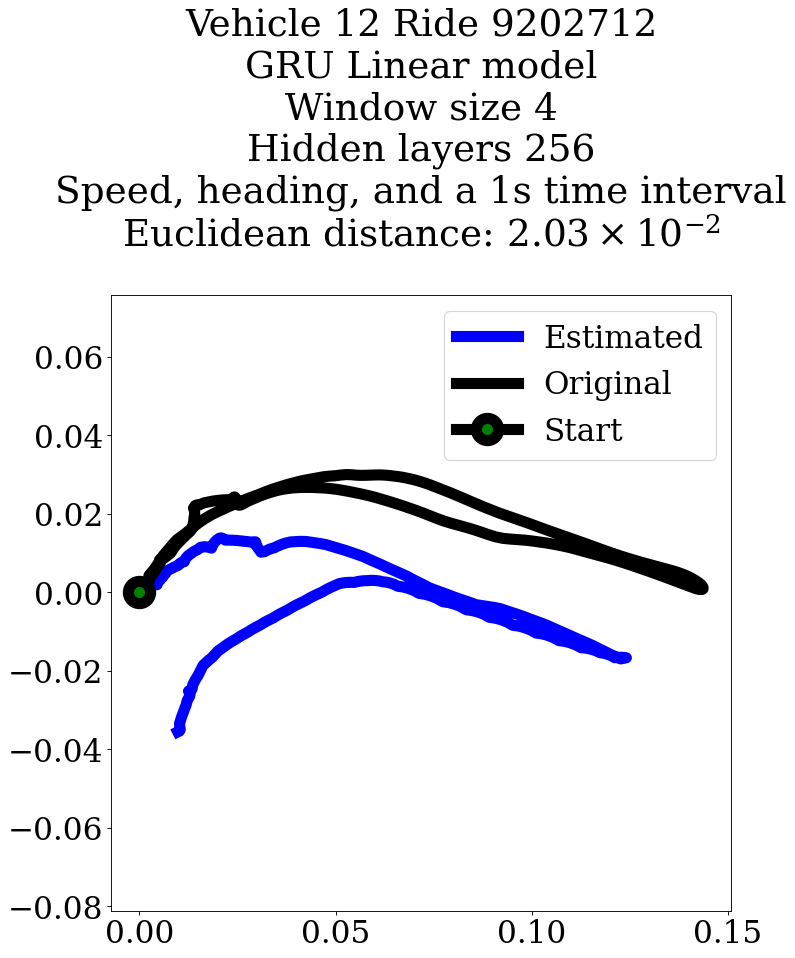 Vehicle 12 Ride 9202712
GRU Linear model
Window size 4
Hidden layers 256
Speed, heading, and a 1s time interval
Euclidean distance: 2.03 × 10⁻²
Estimated
Original
Start
0.06
0.04
0.02
0.00
−0.02
−0.04
−0.06
−0.08
0.00 0.05 0.10 0.15